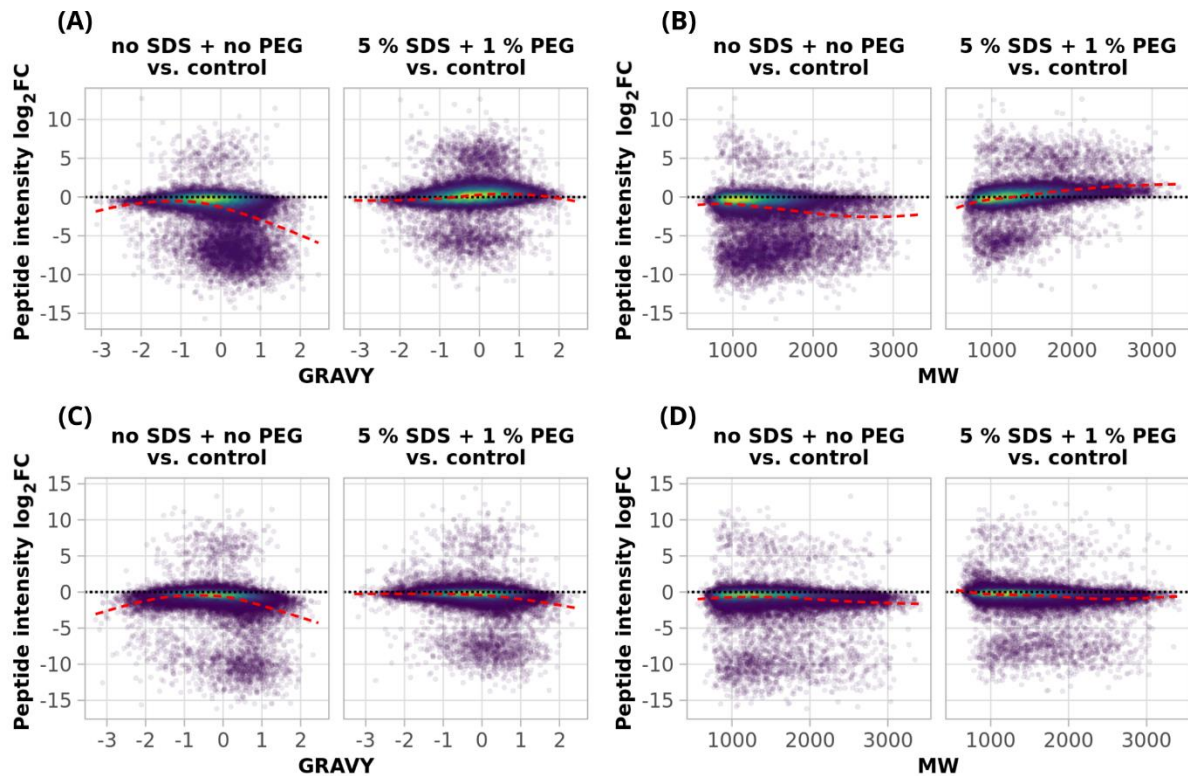 (A)
no SDS + no PEG
vs. control
5 % SDS + 1 % PEG
vs. control
Peptide intensity log₂FC
10
5
0
-5
-10
-15
-3 -2 -1 0 1 2
-3 -2 -1 0 1 2
GRAVY
(B)
no SDS + no PEG
vs. control
5 % SDS + 1 % PEG
vs. control
Peptide intensity log₂FC
10
5
0
-5
-10
-15
1000 2000 3000
1000 2000 3000
MW
(C)
no SDS + no PEG
vs. control
5 % SDS + 1 % PEG
vs. control
Peptide intensity log₂FC
15
10
5
0
-5
-10
-15
-3 -2 -1 0 1 2
-3 -2 -1 0 1 2
GRAVY
(D)
no SDS + no PEG
vs. control
5 % SDS + 1 % PEG
vs. control
Peptide intensity logFC
15
10
5
0
-5
-10
-15
1000 2000 3000
1000 2000 3000
MW